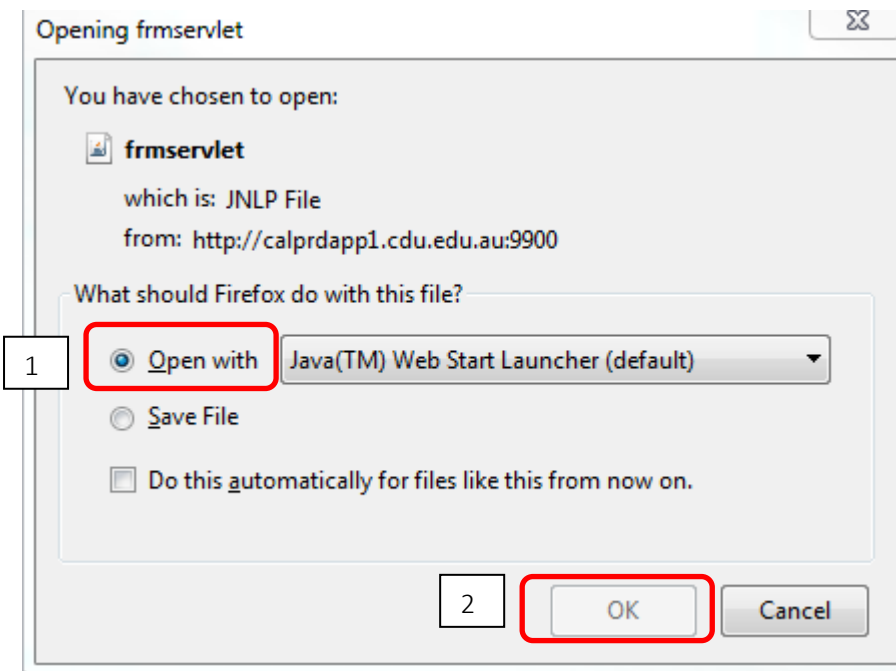 Opening frmservlet
You have chosen to open:
frmservlet
which is: JNLP File
from: http://calprdapp1.cdu.edu.au:9900
What should Firefox do with this file?
1
Open with Java(TM) Web Start Launcher (default)
Save File
Do this automatically for files like this from now on.
2
OK Cancel